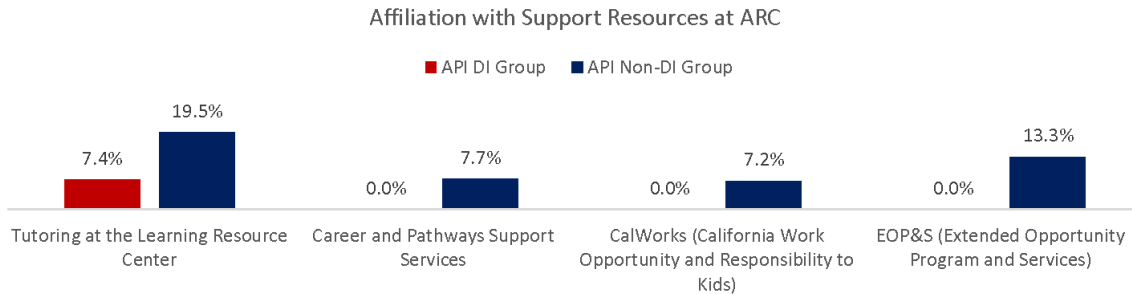 Affiliation with Support Resources at ARC
API DI Group API Non-DI Group
7.4% 19.5% 0.0% 7.7% 0.0% 7.2% 0.0% 13.3%
Tutoring at the Learning Resource
Center
Career and Pathways Support
Services
CalWorks (California Work
Opportunity and Responsibility to
Kids)
EOP&S (Extended Opportunity
Program and Services)